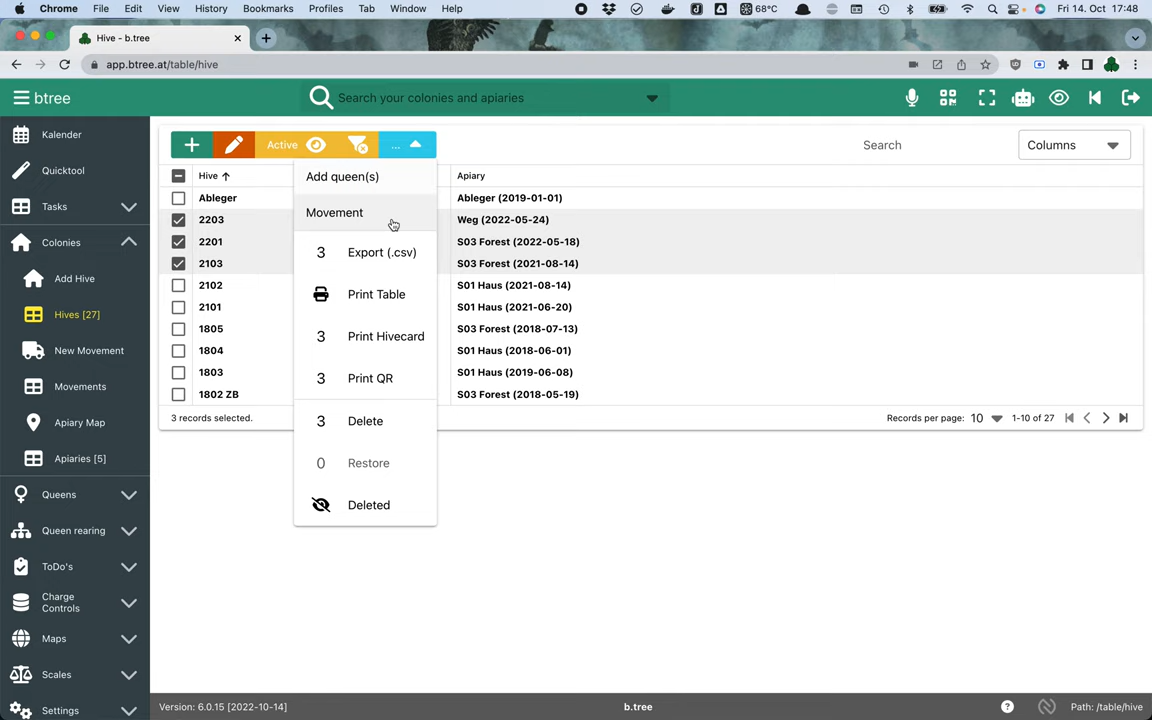 Chrome File Edit View History Bookmarks Profiles Tab Window Help 68°C Fri 14. Oct 17:48
Hive - b.tree
app.btree.at/table/hive
btree Search your colonies and apiaries
Kalender
Quicktool
Tasks
Colonies
Add Hive
Hives [27]
New Movement
Movements
Apiary Map
Apiaries [5]
Queens
Queen rearing
ToDo's
Charge
Controls
Maps
Scales
Settings
Active ... Search Columns
Hive Apiary
Ableger Ableger (2019-01-01)
2203 Weg (2022-05-24)
2201 S03 Forest (2022-05-18)
2103 S03 Forest (2021-08-14)
2102 S01 Haus (2021-08-14)
2101 S01 Haus (2021-06-20)
1805 S03 Forest (2018-07-13)
1804 S01 Haus (2018-06-01)
1803 S01 Haus (2019-06-08)
1802 ZB S03 Forest (2018-05-19)
3 records selected. Records per page: 10 1-10 of 27
Add queen(s)
Movement
3 Export (.csv)
Print Table
3 Print Hivecard
3 Print QR
3 Delete
0 Restore
Deleted
Version: 6.0.15 [2022-10-14] b.tree Path: /table/hive